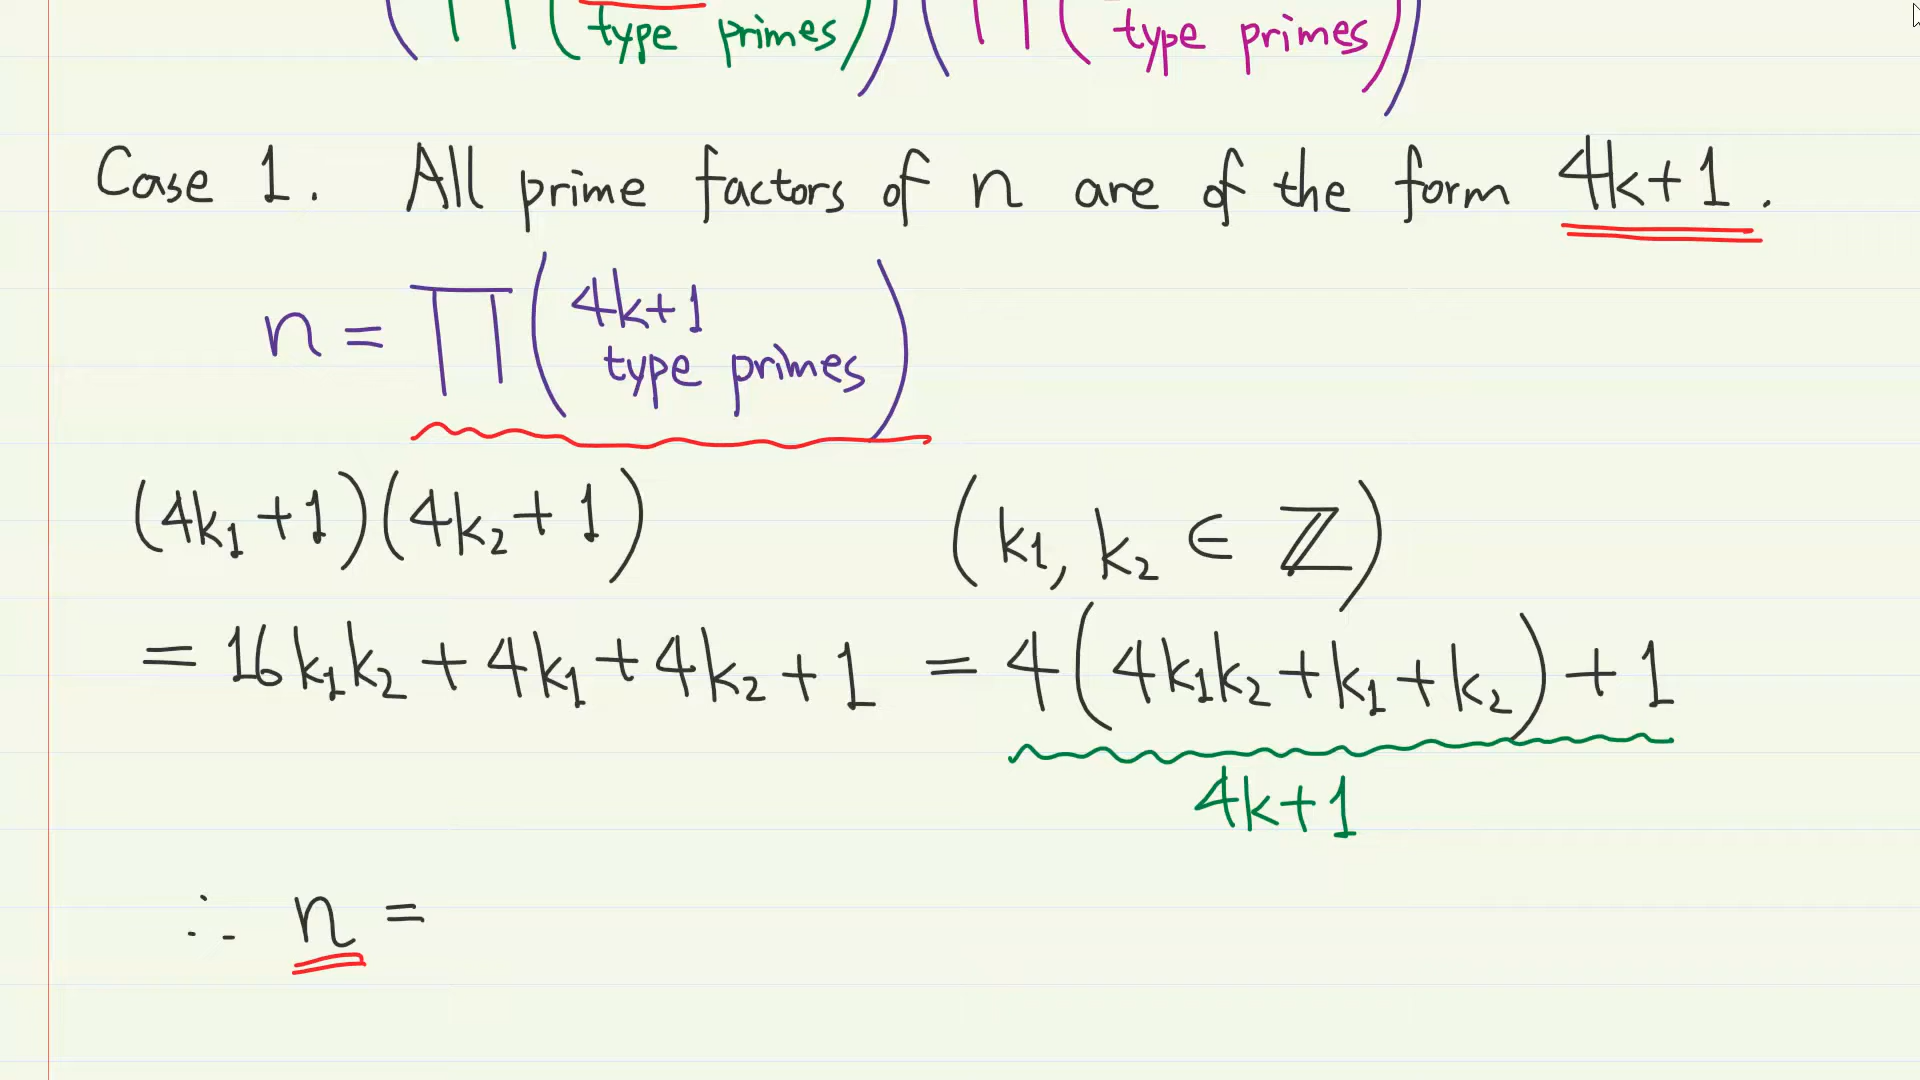 ∏(type primes))(∏(type primes))
Case 1. All prime factors of n are of the form 4k+1.
n = ∏(4k+1
type primes)
(4k₁+1)(4k₂+1) (k₁, k₂ ∈ ℤ)
= 16k₁k₂ + 4k₁ + 4k₂ + 1 = 4(4k₁k₂ + k₁ + k₂) + 1
4k+1
∴ n =